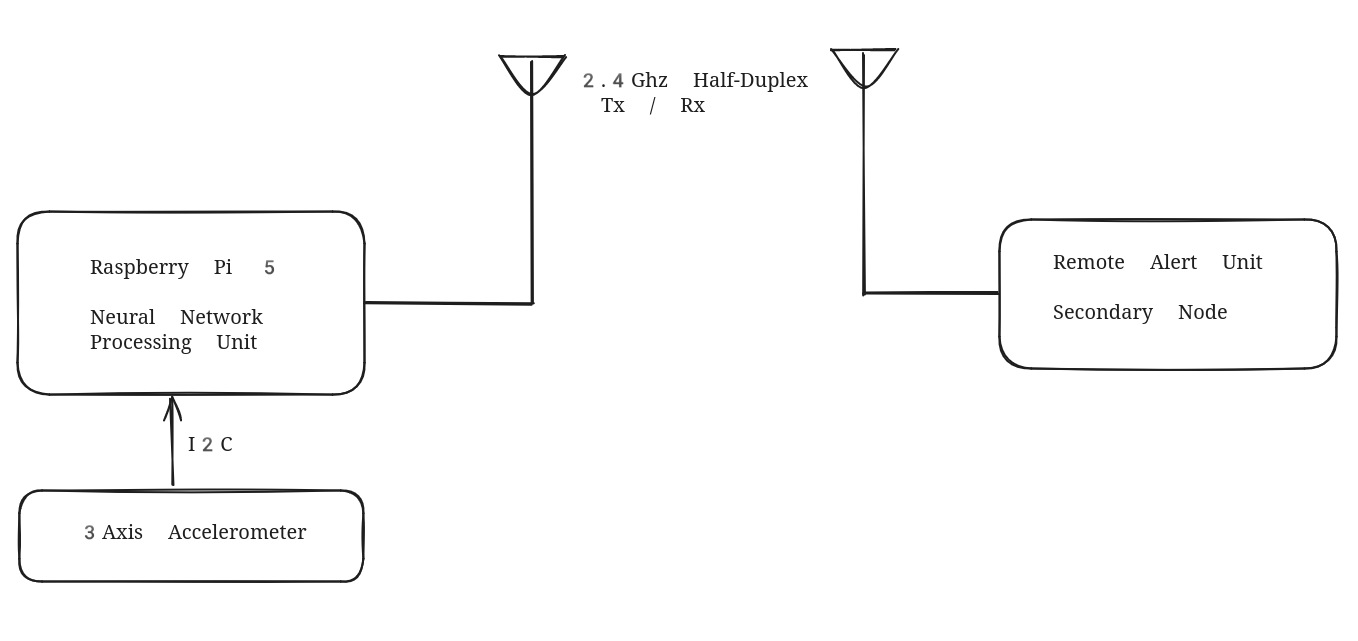 2.4 Ghz Half-Duplex
Tx / Rx
Raspberry Pi 5
Neural Network
Processing Unit
Remote Alert Unit
Secondary Node
I2C
3 Axis Accelerometer